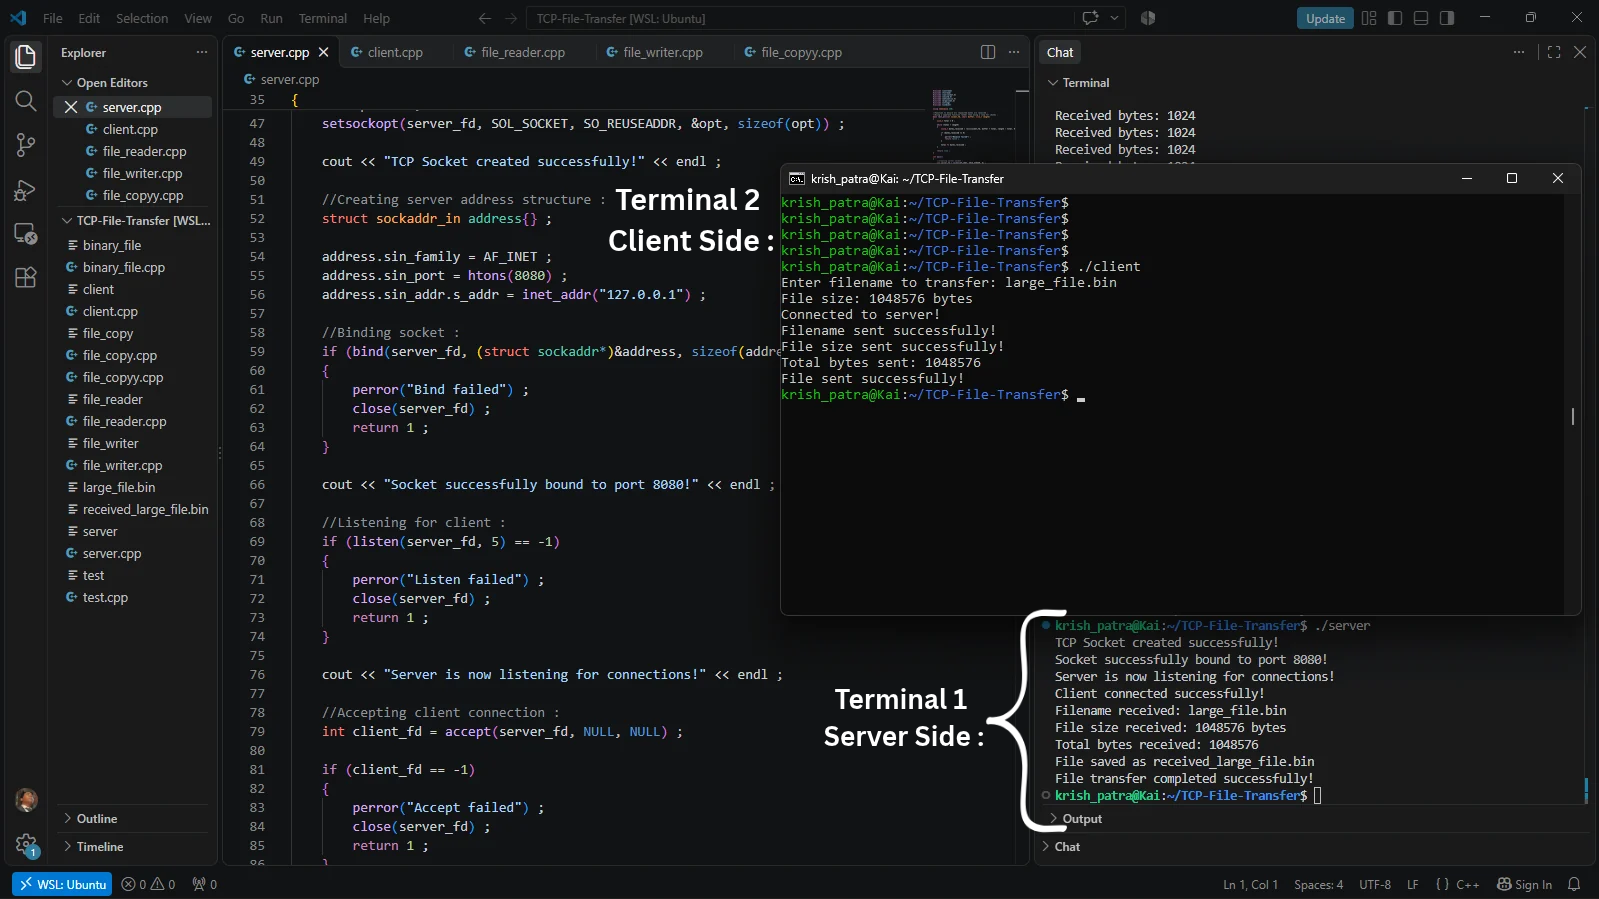 File Edit Selection View Go Run Terminal Help
TCP-File-Transfer [WSL: Ubuntu]
Update
Explorer
Open Editors
server.cpp
client.cpp
file_reader.cpp
file_writer.cpp
file_copyy.cpp
TCP-File-Transfer [WSL...
binary_file
binary_file.cpp
client
client.cpp
file_copy
file_copy.cpp
file_copyy.cpp
file_reader
file_reader.cpp
file_writer
file_writer.cpp
large_file.bin
received_large_file.bin
server
server.cpp
test
test.cpp
Outline
Timeline
server.cpp client.cpp file_reader.cpp file_writer.cpp file_copyy.cpp
server.cpp
35 {
47 setsockopt(server_fd, SOL_SOCKET, SO_REUSEADDR, &opt, sizeof(opt)) ;
48
49 cout << "TCP Socket created successfully!" << endl ;
50
51 //Creating server address structure :
52 struct sockaddr_in address{} ;
53
54 address.sin_family = AF_INET ;
55 address.sin_port = htons(8080) ;
56 address.sin_addr.s_addr = inet_addr("127.0.0.1") ;
57
58 //Binding socket :
59 if (bind(server_fd, (struct sockaddr*)&address, sizeof(addre
60 {
61 perror("Bind failed") ;
62 close(server_fd) ;
63 return 1 ;
64 }
65
66 cout << "Socket successfully bound to port 8080!" << endl ;
67
68 //Listening for client :
69 if (listen(server_fd, 5) == -1)
70 {
71 perror("Listen failed") ;
72 close(server_fd) ;
73 return 1 ;
74 }
75
76 cout << "Server is now listening for connections!" << endl ;
77
78 //Accepting client connection :
79 int client_fd = accept(server_fd, NULL, NULL) ;
80
81 if (client_fd == -1)
82 {
83 perror("Accept failed") ;
84 close(server_fd) ;
85 return 1 ;
86 }
Terminal 2
Client Side :
Terminal 1
Server Side :
Chat
Terminal
Received bytes: 1024
Received bytes: 1024
Received bytes: 1024
krish_patra@Kai: ~/TCP-File-Transfer
krish_patra@Kai:~/TCP-File-Transfer$
krish_patra@Kai:~/TCP-File-Transfer$
krish_patra@Kai:~/TCP-File-Transfer$
krish_patra@Kai:~/TCP-File-Transfer$
krish_patra@Kai:~/TCP-File-Transfer$ ./client
Enter filename to transfer: large_file.bin
File size: 1048576 bytes
Connected to server!
Filename sent successfully!
File size sent successfully!
Total bytes sent: 1048576
File sent successfully!
krish_patra@Kai:~/TCP-File-Transfer$
krish_patra@Kai:~/TCP-File-Transfer$ ./server
TCP Socket created successfully!
Socket successfully bound to port 8080!
Server is now listening for connections!
Client connected successfully!
Filename received: large_file.bin
File size received: 1048576 bytes
Total bytes received: 1048576
File saved as received_large_file.bin
File transfer completed successfully!
krish_patra@Kai:~/TCP-File-Transfer$
Output
Chat
1
WSL: Ubuntu 0 0 0
Ln 1, Col 1 Spaces: 4 UTF-8 LF {} C++ Sign In